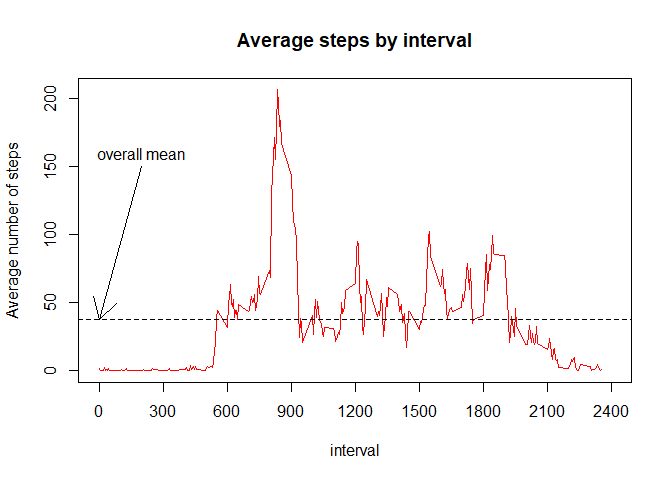 Average steps by interval
Average number of steps
200
150
100
50
0
overall mean
0 300 600 900 1200 1500 1800 2100 2400
interval